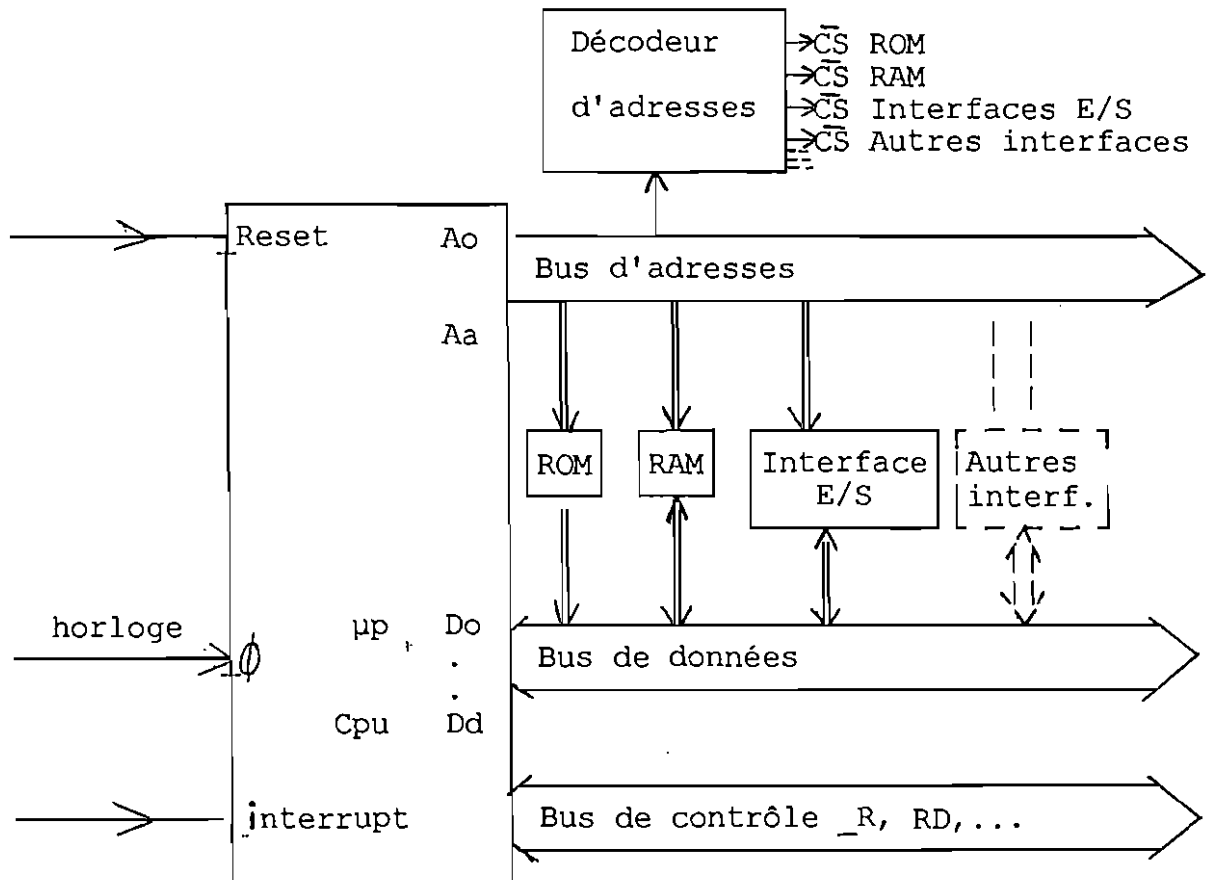 Décodeur
d'adresses
CS ROM
CS RAM
CS Interfaces E/S
CS Autres interfaces
Reset
Ao
Bus d'adresses
Aa
ROM
RAM
Interface
E/S
Autres
interf.
horloge
ϕ
µp
Do
.
.
Bus de données
Cpu
Dd
interrupt
Bus de contrôle _R, RD,...